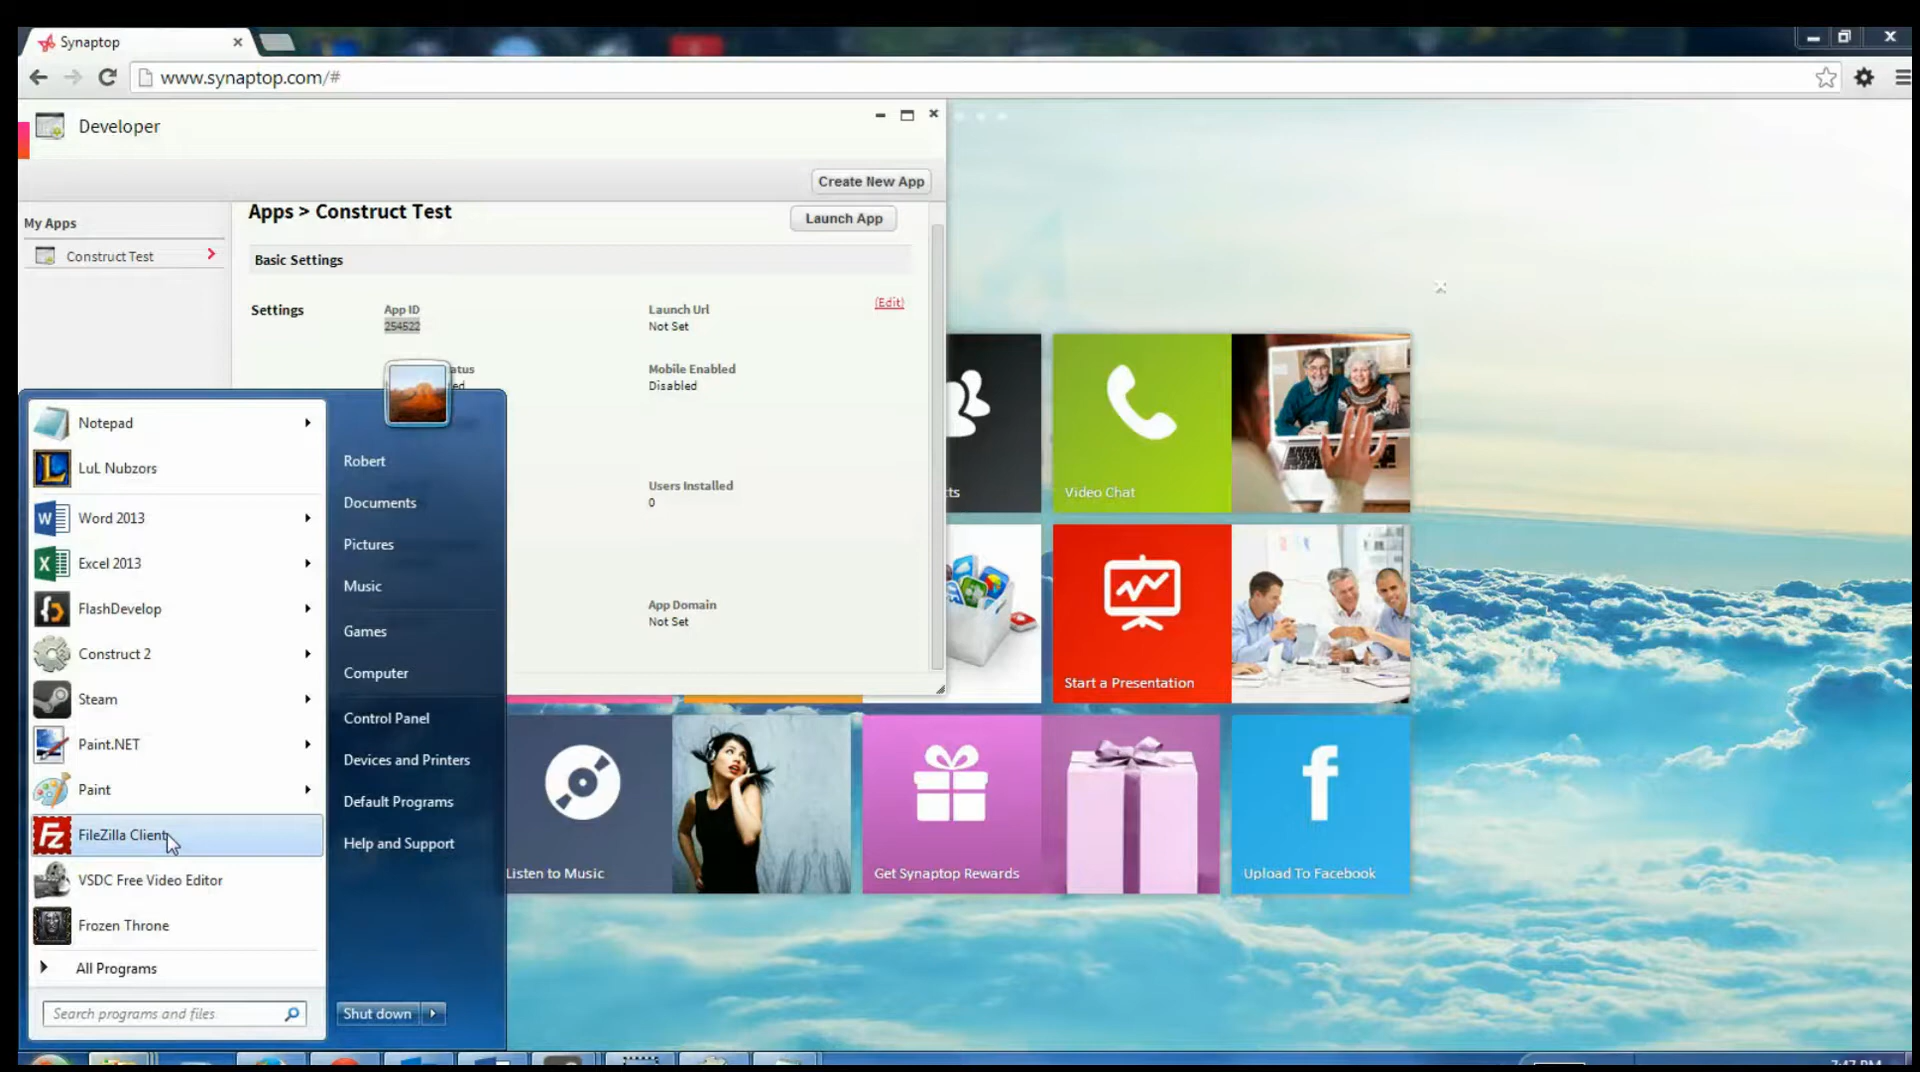 Synaptop
www.synaptop.com/#
Developer
Create New App
My Apps
Construct Test
Apps > Construct Test
Launch App
Basic Settings
Settings
App ID
254522
Launch Url
Not Set
(Edit)
Mobile Enabled
Disabled
Users Installed
0
App Domain
Not Set
Notepad
LuL Nubzors
Word 2013
Excel 2013
FlashDevelop
Construct 2
Steam
Paint.NET
Paint
FileZilla Client
VSDC Free Video Editor
Frozen Throne
All Programs
Search programs and files
Robert
Documents
Pictures
Music
Games
Computer
Control Panel
Devices and Printers
Default Programs
Help and Support
Shut down
Video Chat
Start a Presentation
Listen to Music
Get Synaptop Rewards
Upload To Facebook